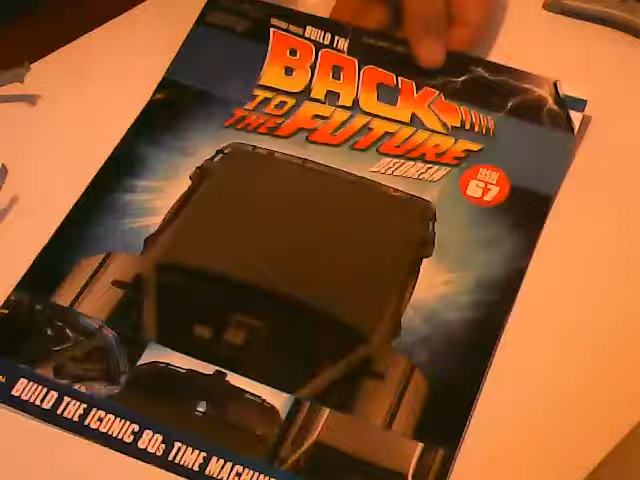 BUILD THE
BACK
TO
THE FUTURE
DELOREAN
ISSUE
67
BUILD THE ICONIC 80s TIME MACHINE